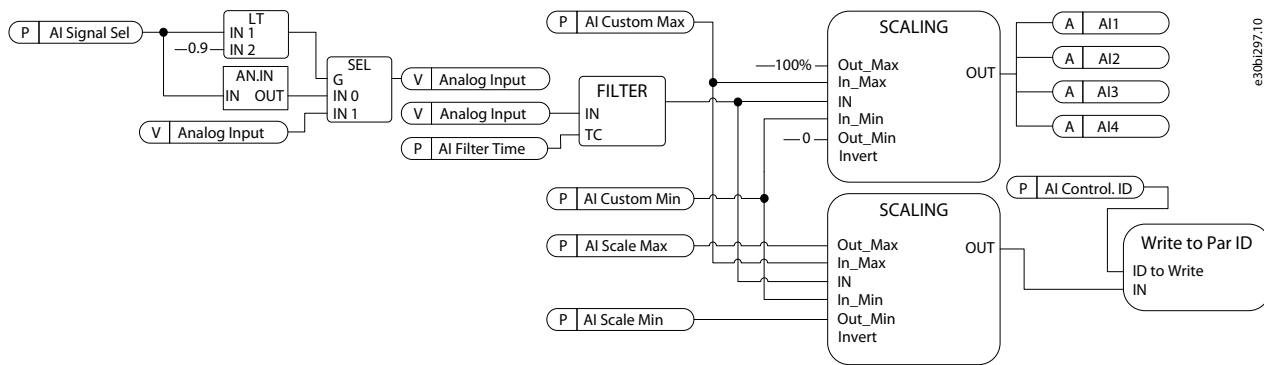 P AI Signal Sel
LT
IN 1
0.9 IN 2
AN.IN
IN OUT
V Analog Input
SEL
G
IN 0
IN 1
V Analog Input
V Analog Input
P AI Filter Time
FILTER
IN
TC
P AI Custom Max
P AI Custom Min
P AI Scale Max
P AI Scale Min
SCALING
100% Out_Max
In_Max
OUT
IN
In_Min
0 Out_Min
Invert
SCALING
Out_Max
OUT
In_Max
IN
In_Min
Out_Min
Invert
A AI1
A AI2
A AI3
A AI4
P AI Control. ID
Write to Par ID
ID to Write
IN
e30bi297.10